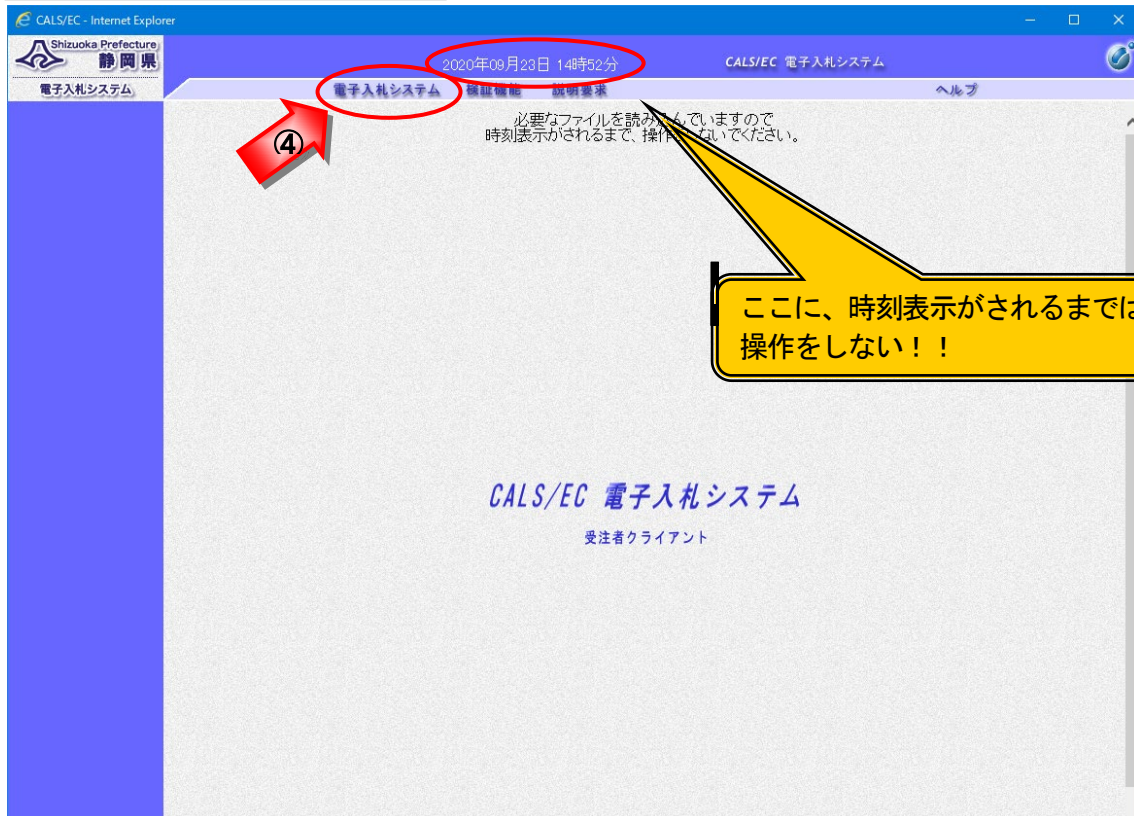 CALS/EC - Internet Explorer
Shizuoka Prefecture
静岡県
2020年09月23日 14時52分
CALS/EC 電子入札システム
電子入札システム
電子入札システム 検証機能 説明要求 ヘルプ
必要なファイルを読み込んでいますので
時刻表示がされるまで、操作をしないでください。
④
ここに、時刻表示がされるまでは
操作をしない！！
CALS/EC 電子入札システム
受注者クライアント